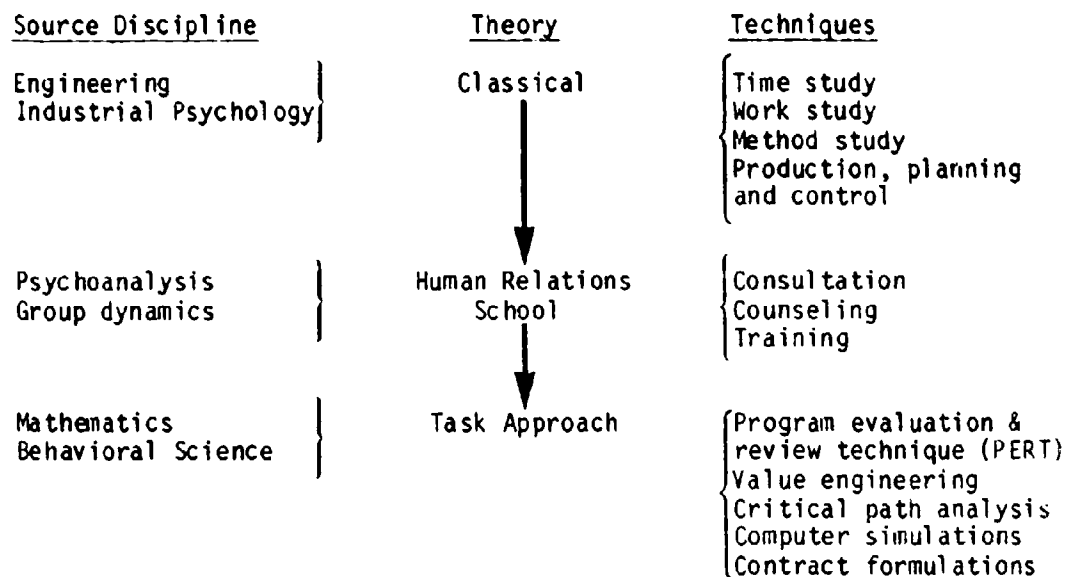 Source Discipline Theory Techniques
Engineering
Industrial Psychology
Classical
Time study
Work study
Method study
Production, planning
and control
Psychoanalysis
Group dynamics
Human Relations
School
Consultation
Counseling
Training
Mathematics
Behavioral Science
Task Approach
Program evaluation &
review technique (PERT)
Value engineering
Critical path analysis
Computer simulations
Contract formulations